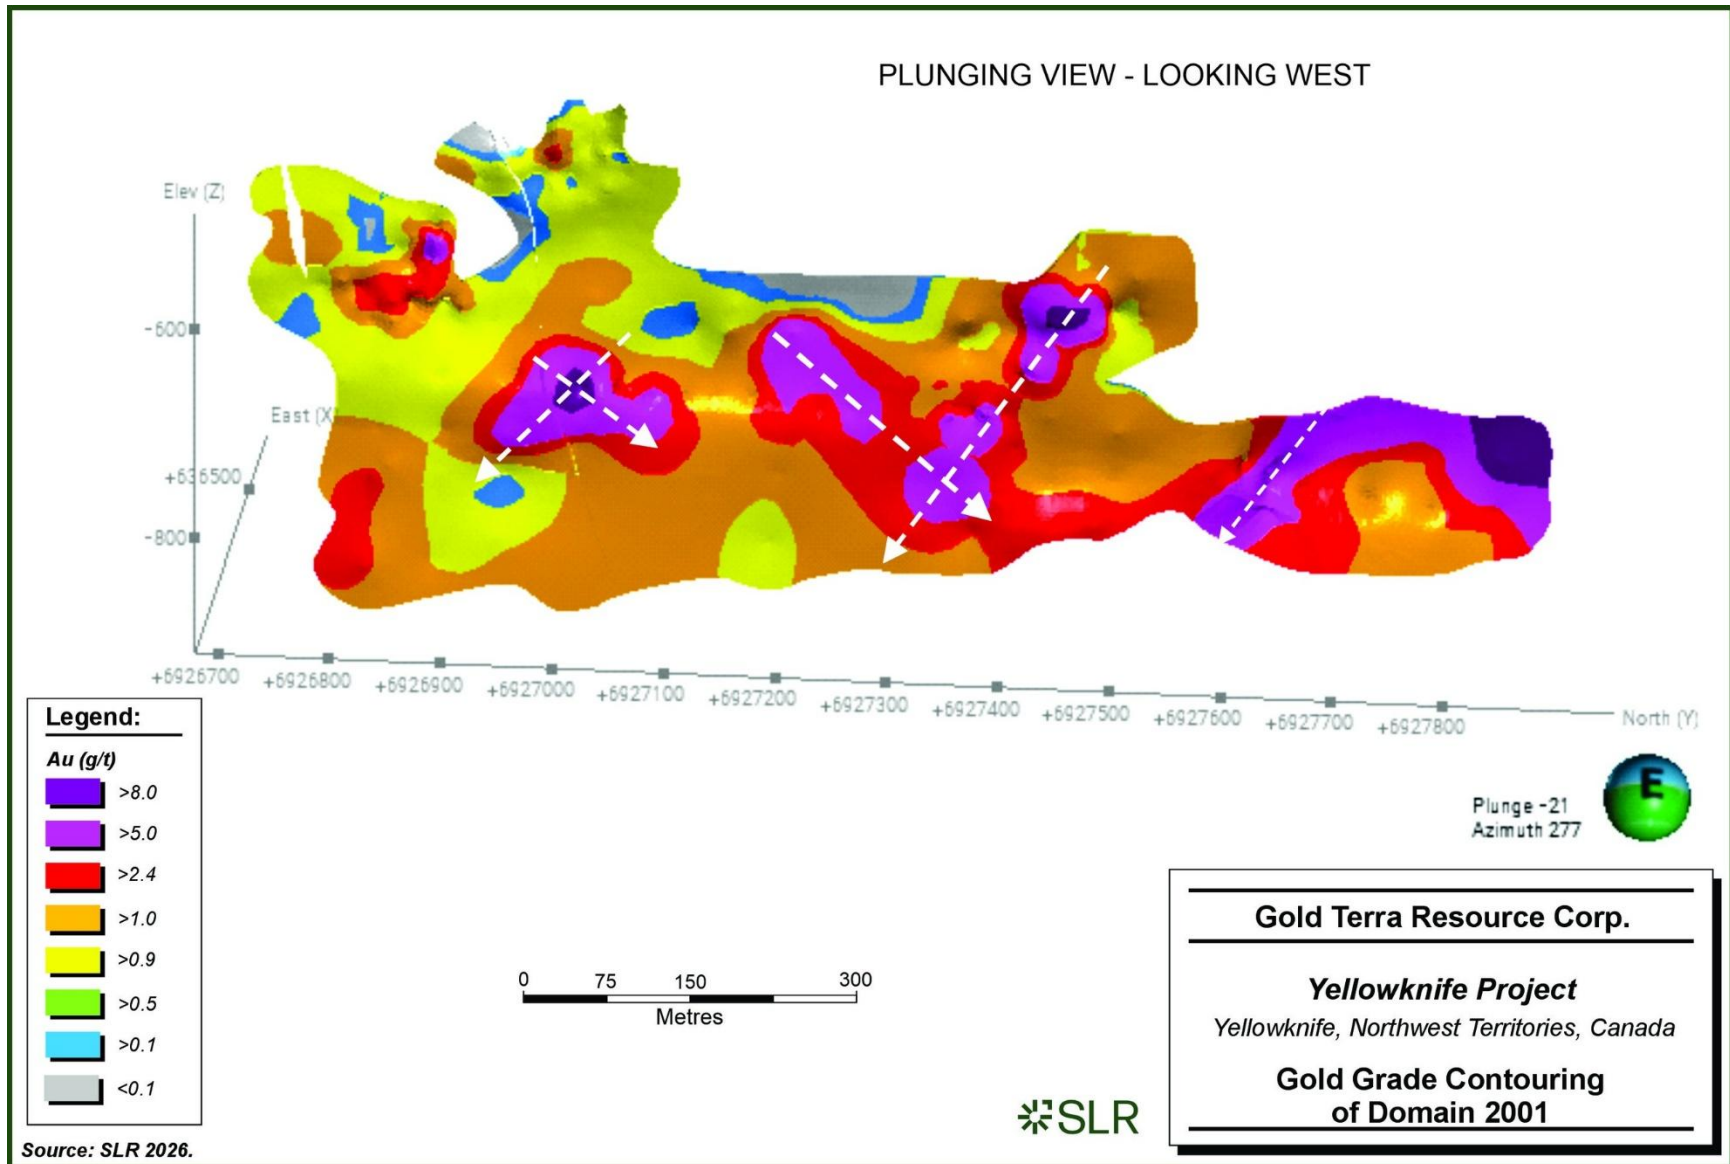 PLUNGING VIEW - LOOKING WEST
Elev (Z)
-600
East (X)
+636500
-800
+6926700
+6926800
+6926900
+6927000
+6927100
+6927200
+6927300
+6927400
+6927500
+6927600
+6927700
+6927800
North (Y)
Legend:
Au (g/t)
>8.0
>5.0
>2.4
>1.0
>0.9
>0.5
>0.1
<0.1
E
Plunge -21
Azimuth 277
0 75 150 300
Metres
SLR
Gold Terra Resource Corp.
Yellowknife Project
Yellowknife, Northwest Territories, Canada
Gold Grade Contouring
of Domain 2001
Source: SLR 2026.